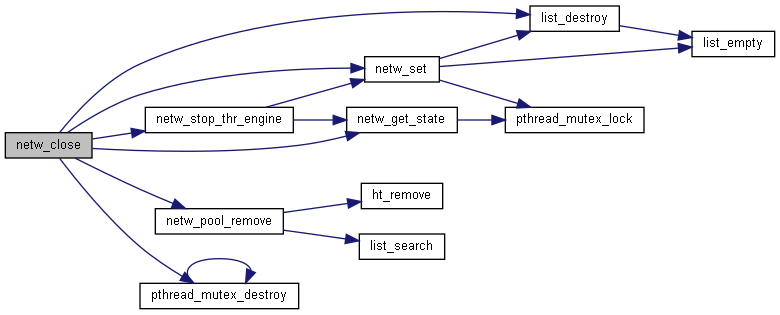 list_destroy
list_empty
netw_set
netw_stop_thr_engine
netw_get_state
pthread_mutex_lock
netw_close
ht_remove
netw_pool_remove
list_search
pthread_mutex_destroy